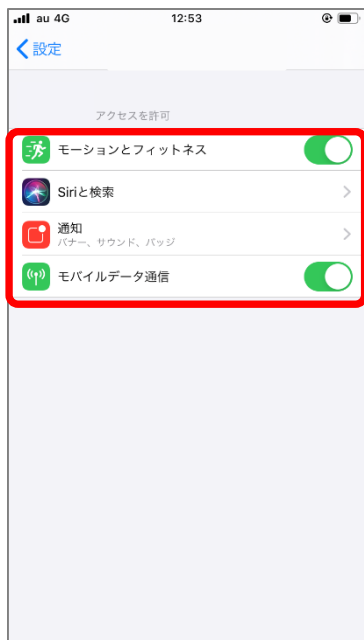 au 4G 12:53
設定
アクセスを許可
モーションとフィットネス
Siriと検索
通知
バナー、サウンド、バッジ
モバイルデータ通信